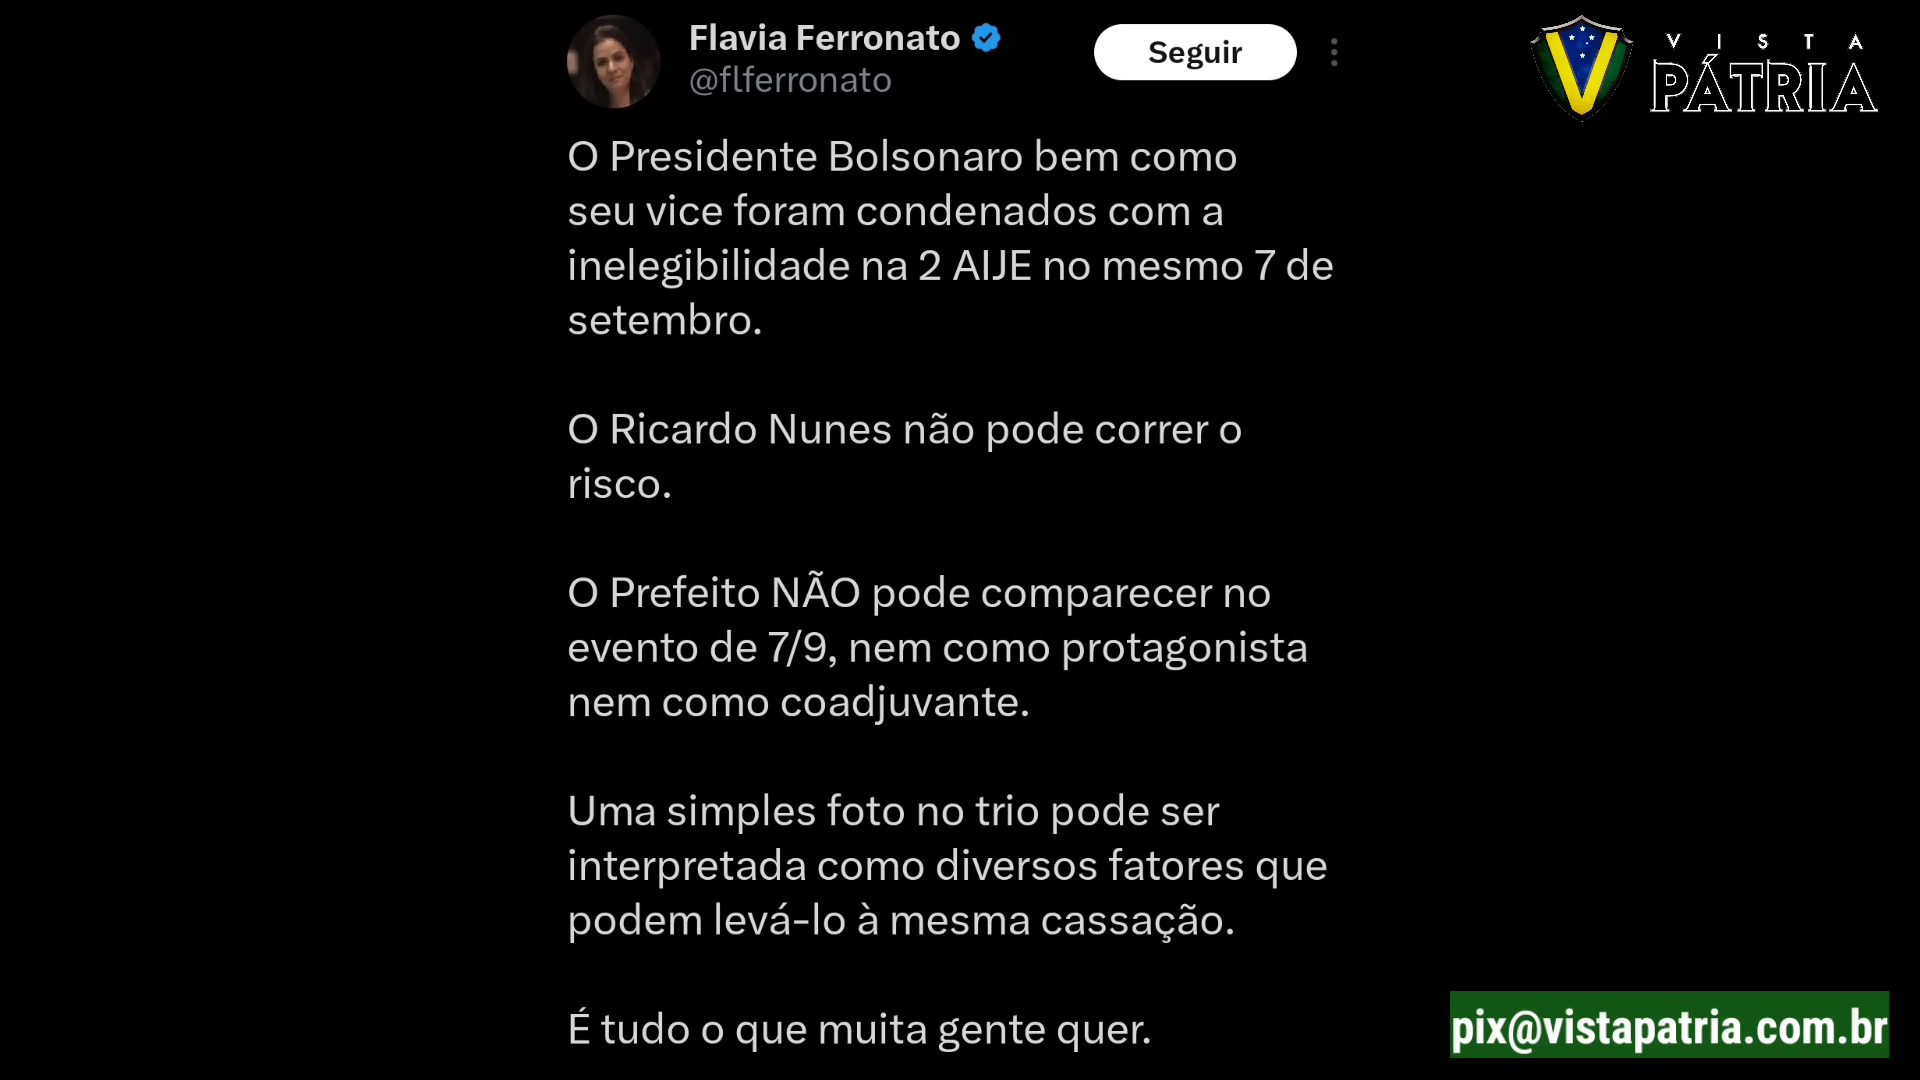 Flavia Ferronato
@flferronato
Seguir
VISTA
PÁTRIA
O Presidente Bolsonaro bem como
seu vice foram condenados com a
inelegibilidade na 2 AIJE no mesmo 7 de
setembro.
O Ricardo Nunes não pode correr o
risco.
O Prefeito NÃO pode comparecer no
evento de 7/9, nem como protagonista
nem como coadjuvante.
Uma simples foto no trio pode ser
interpretada como diversos fatores que
podem levá-lo à mesma cassação.
É tudo o que muita gente quer.
pix@vistapatria.com.br